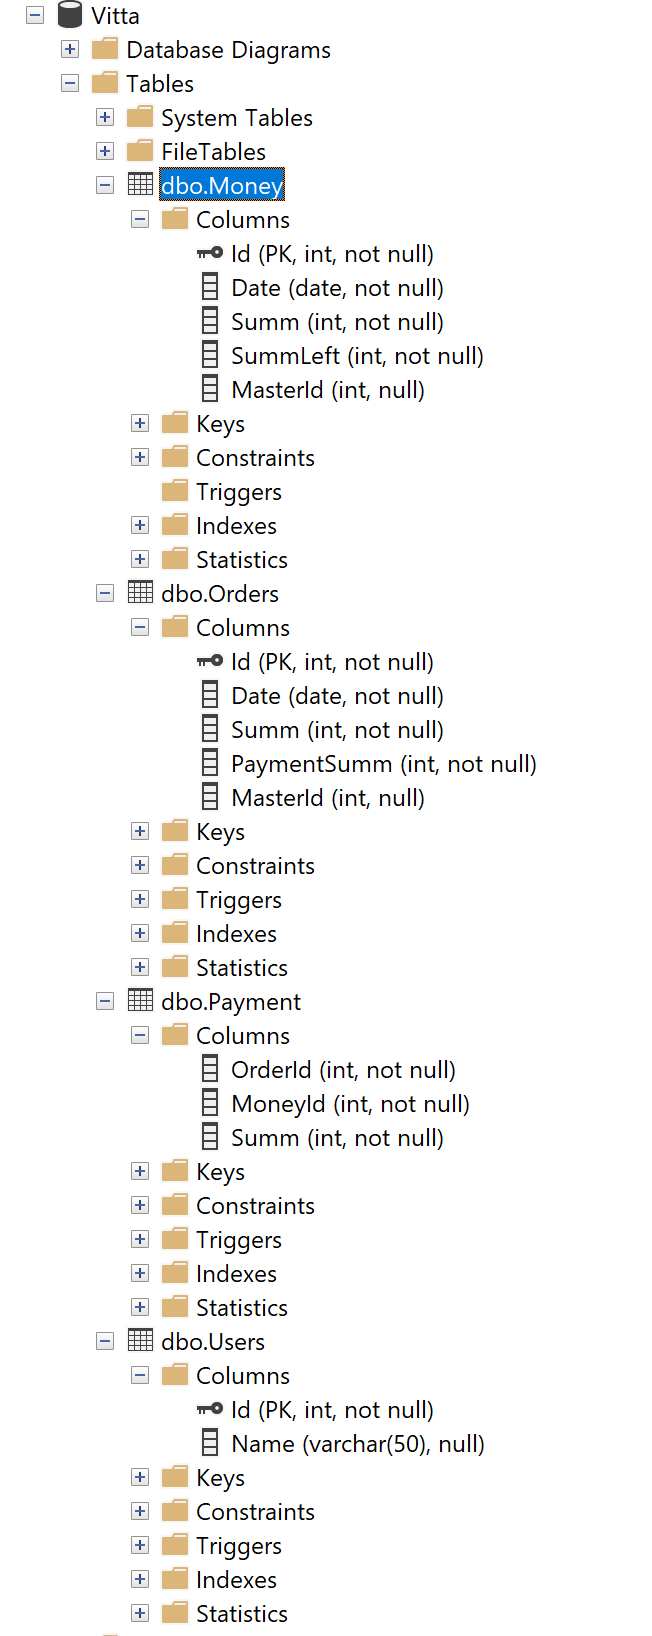 Vitta
Database Diagrams
Tables
System Tables
FileTables
dbo.Money
Columns
Id (PK, int, not null)
Date (date, not null)
Summ (int, not null)
SummLeft (int, not null)
MasterId (int, null)
Keys
Constraints
Triggers
Indexes
Statistics
dbo.Orders
Columns
Id (PK, int, not null)
Date (date, not null)
Summ (int, not null)
PaymentSumm (int, not null)
MasterId (int, null)
Keys
Constraints
Triggers
Indexes
Statistics
dbo.Payment
Columns
OrderId (int, not null)
MoneyId (int, not null)
Summ (int, not null)
Keys
Constraints
Triggers
Indexes
Statistics
dbo.Users
Columns
Id (PK, int, not null)
Name (varchar(50), null)
Keys
Constraints
Triggers
Indexes
Statistics